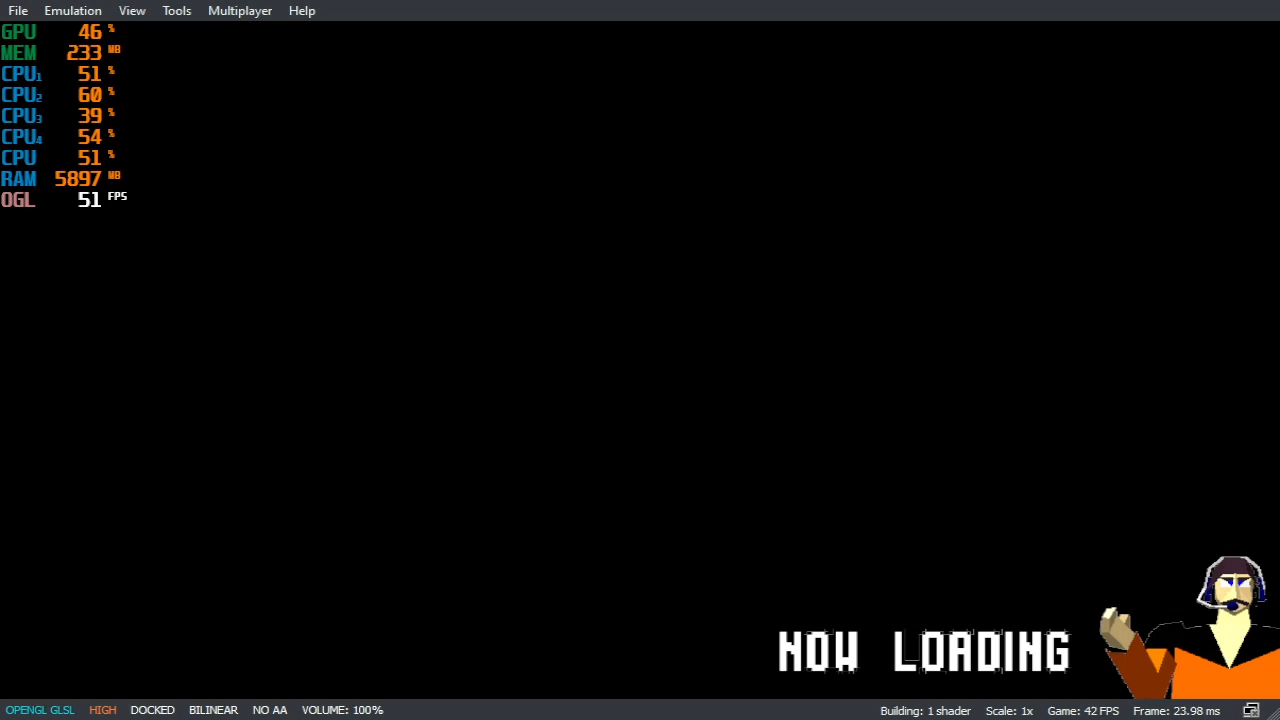 File Emulation View Tools Multiplayer Help
GPU 46 %
MEM 233 MB
CPU1 51 %
CPU2 60 %
CPU3 39 %
CPU4 54 %
CPU 51 %
RAM 5897 MB
OGL 51 FPS
NOW LOADING
OPENGL GLSL HIGH DOCKED BILINEAR NO AA VOLUME: 100% Building: 1 shader Scale: 1x Game: 42 FPS Frame: 23.98 ms